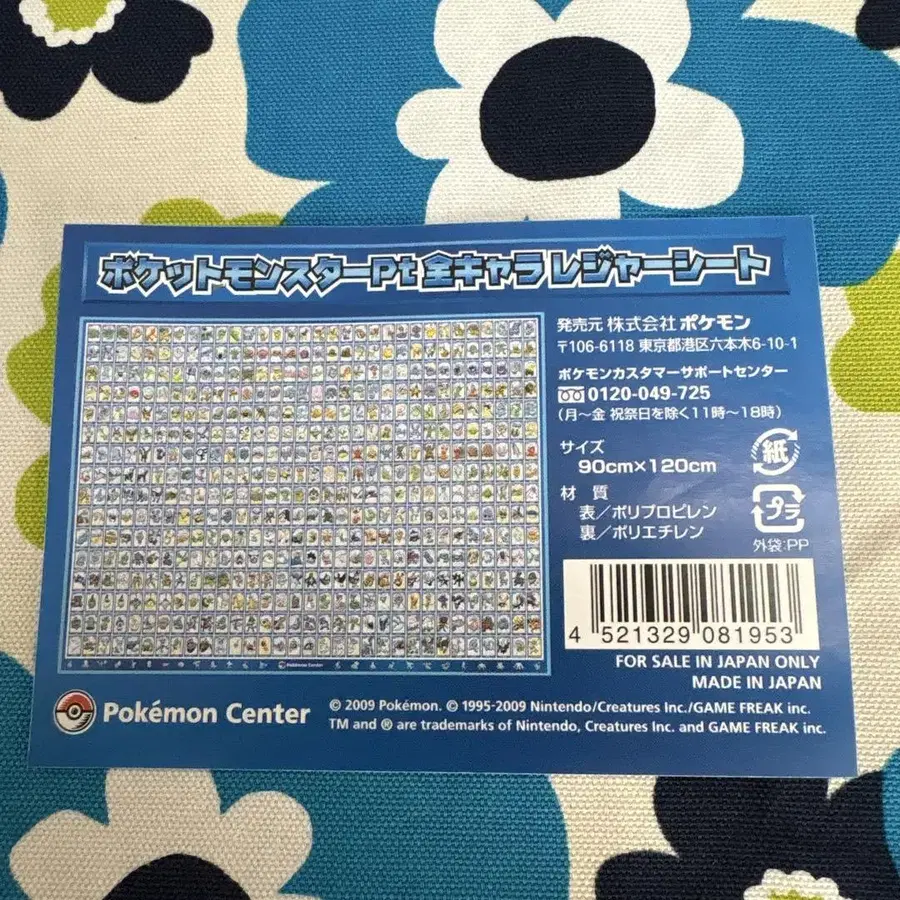 ポケットモンスターPt 全キャラ レジャーシート
発売元 株式会社 ポケモン
〒106-6118 東京都港区六本木6-10-1
ポケモンカスタマーサポートセンター
0120-049-725
(月〜金 祝祭日を除く11時〜18時)
サイズ
90cm×120cm
紙
材 質
表/ポリプロピレン
裏/ポリエチレン
プラ
外袋:PP
4 521329 081953
FOR SALE IN JAPAN ONLY
MADE IN JAPAN
Pokémon Center
Pokémon Center
© 2009 Pokémon. © 1995-2009 Nintendo/Creatures Inc./GAME FREAK inc.
TM and ® are trademarks of Nintendo, Creatures Inc. and GAME FREAK inc.